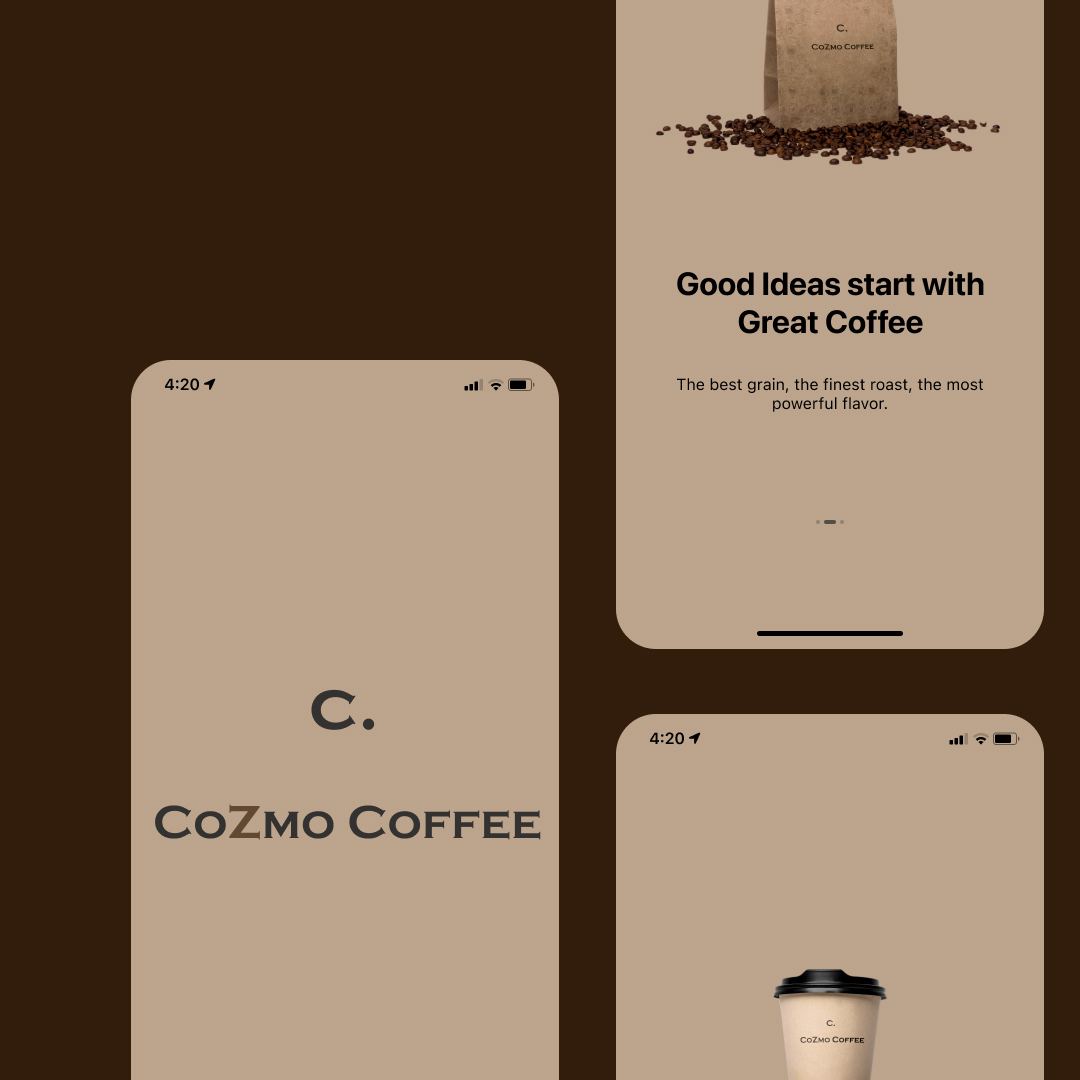 C.
CoZmo Coffee
Good Ideas start with
Great Coffee
The best grain, the finest roast, the most
powerful flavor.
4:20
C.
CoZmo Coffee
4:20
C.
CoZmo Coffee